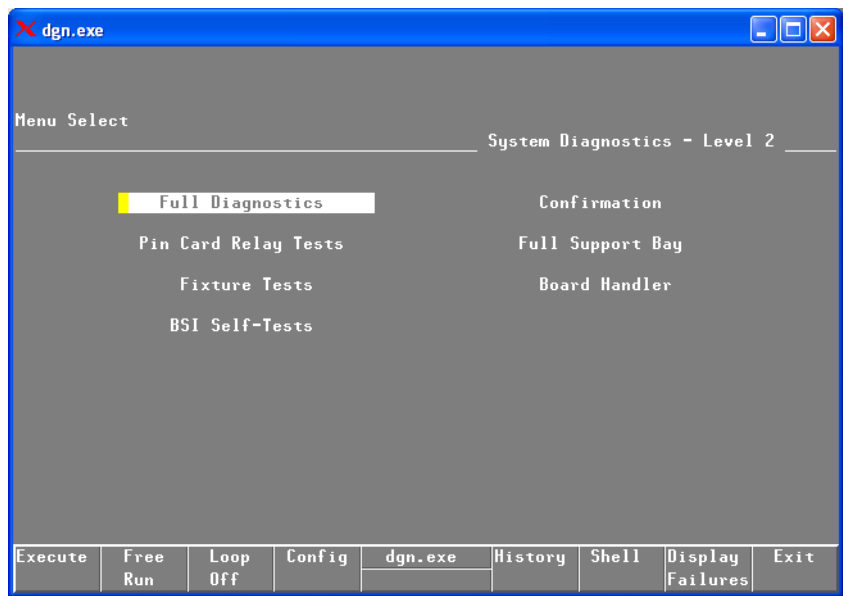 dgn.exe
Menu Select
System Diagnostics - Level 2
Full Diagnostics
Confirmation
Pin Card Relay Tests
Full Support Bay
Fixture Tests
Board Handler
BSI Self-Tests
Execute
Free
Run
Loop
Off
Config
dgn.exe
History
Shell
Display
Failures
Exit